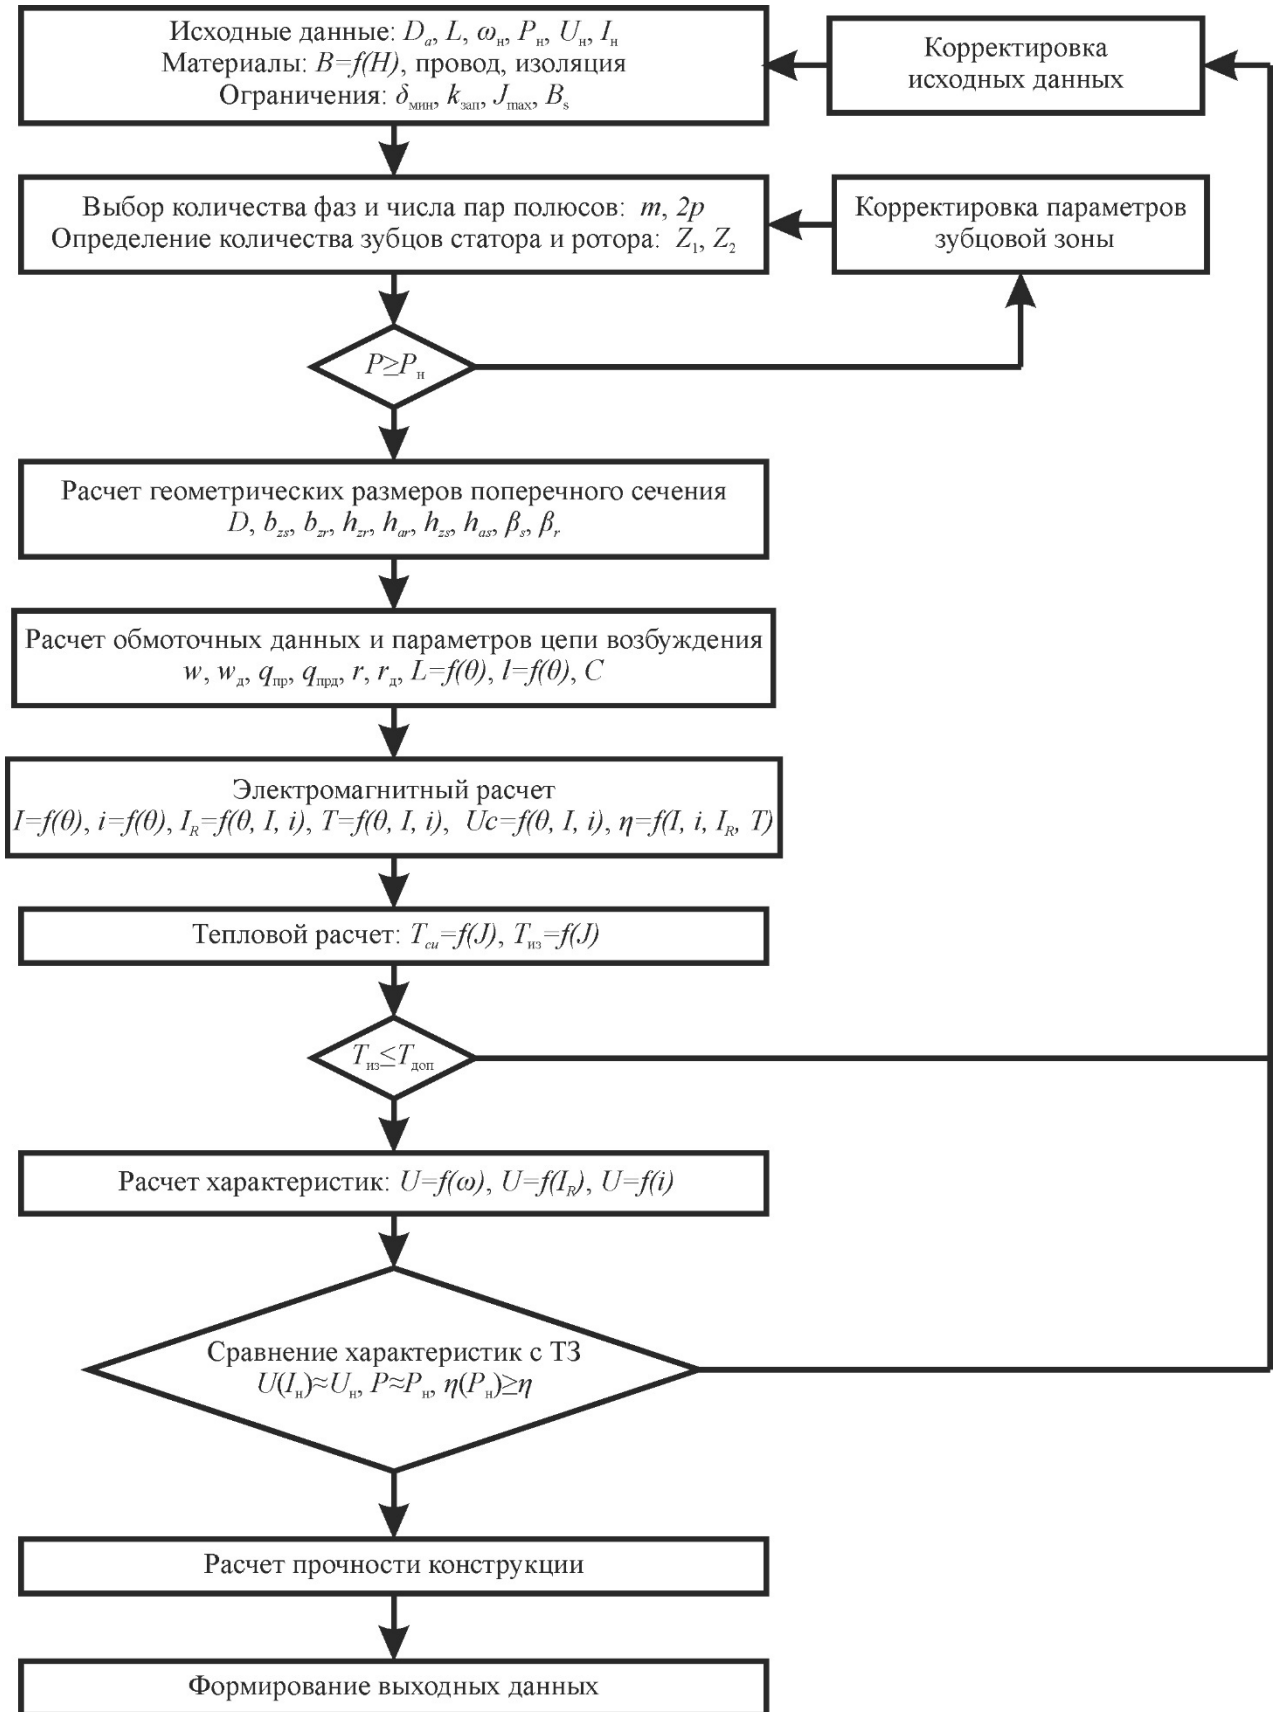 Исходные данные: Dₐ, L, ωн, Pн, Uн, Iн
Материалы: B=f(H), провод, изоляция
Ограничения: δмин, kзап, Jmax, Bs
Корректировка
исходных данных
Выбор количества фаз и числа пар полюсов: m, 2p
Определение количества зубцов статора и ротора: Z₁, Z₂
Корректировка параметров
зубцовой зоны
P≥Pн
Расчет геометрических размеров поперечного сечения
D, bzs, bzr, hzr, har, hzs, has, βs, βr
Расчет обмоточных данных и параметров цепи возбуждения
w, wд, qпр, qпрд, r, rд, L=f(θ), l=f(θ), C
Электромагнитный расчет
I=f(θ), i=f(θ), IR=f(θ, I, i), T=f(θ, I, i), Uc=f(θ, I, i), η=f(I, i, IR, T)
Тепловой расчет: Tси=f(J), Tиз=f(J)
Tиз≤Tдоп
Расчет характеристик: U=f(ω), U=f(IR), U=f(i)
Сравнение характеристик с ТЗ
U(Iн)≈Uн, P≈Pн, η(Pн)≥η
Расчет прочности конструкции
Формирование выходных данных